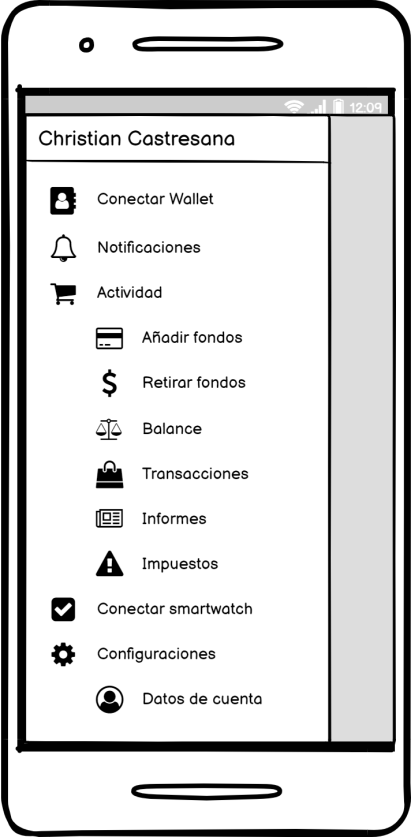 12:09
Christian Castresana
Conectar Wallet
Notificaciones
Actividad
Añadir fondos
Retirar fondos
Balance
Transacciones
Informes
Impuestos
Conectar smartwatch
Configuraciones
Datos de cuenta